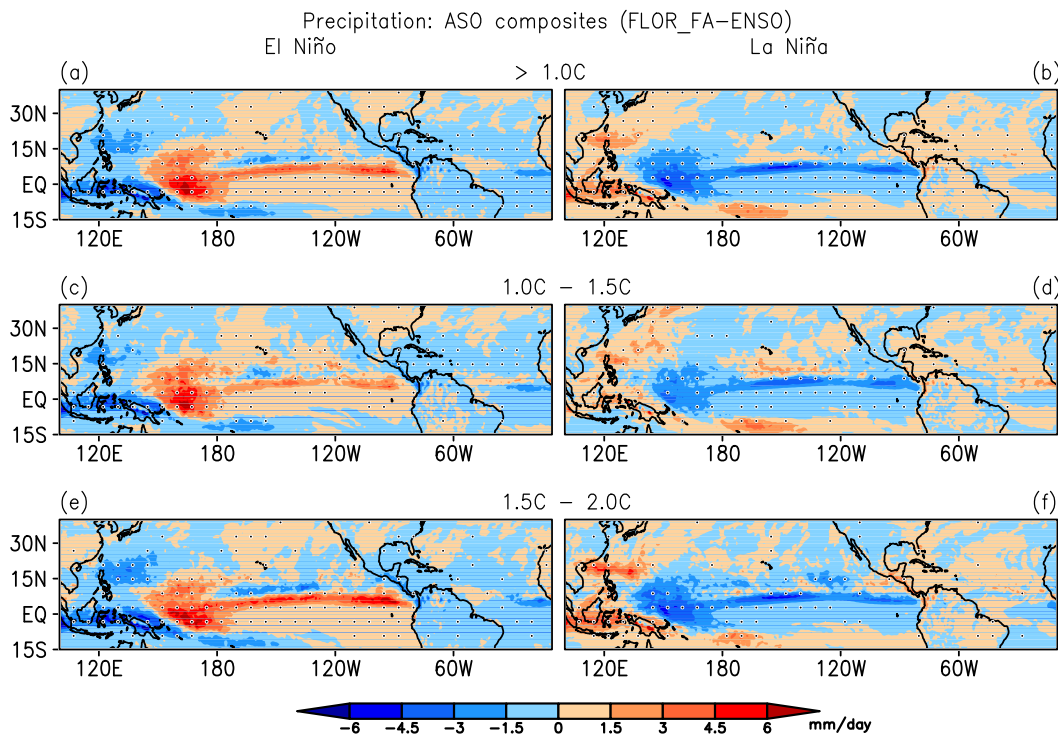 Precipitation: ASO composites (FLOR_FA-ENSO)
El Niño La Niña
(a) > 1.0C (b)
30N
15N
EQ
15S
120E 180 120W 60W 120E 180 120W 60W
(c) 1.0C - 1.5C (d)
30N
15N
EQ
15S
120E 180 120W 60W 120E 180 120W 60W
(e) 1.5C - 2.0C (f)
30N
15N
EQ
15S
120E 180 120W 60W 120E 180 120W 60W
-6 -4.5 -3 -1.5 0 1.5 3 4.5 6 mm/day